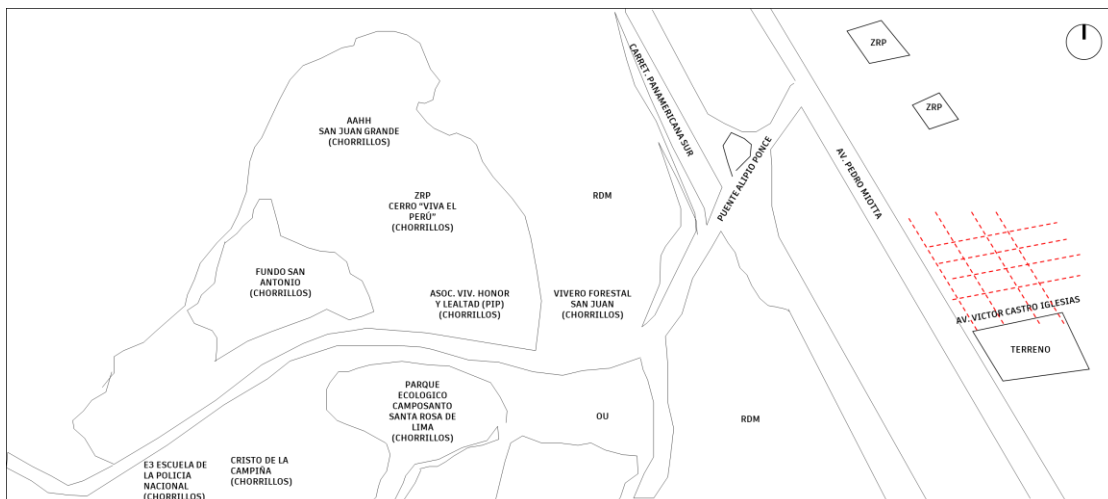 ZRP
CARRET. PANAMERICANA SUR
ZRP
AAHH
SAN JUAN GRANDE
(CHORRILLOS)
PUENTE ALIPIO PONCE
AV. PEDRO MIOTTA
ZRP
CERRO "VIVA EL
PERÚ"
(CHORRILLOS)
RDM
FUNDO SAN
ANTONIO
(CHORRILLOS)
ASOC. VIV. HONOR
Y LEALTAD (PIP)
(CHORRILLOS)
VIVERO FORESTAL
SAN JUAN
(CHORRILLOS)
AV. VICTOR CASTRO IGLESIAS
TERRENO
PARQUE
ECOLOGICO
CAMPOSANTO
SANTA ROSA DE
LIMA
(CHORRILLOS)
OU
RDM
E3 ESCUELA DE
LA POLICIA
NACIONAL
(CHORRILLOS)
CRISTO DE LA
CAMPIÑA
(CHORRILLOS)